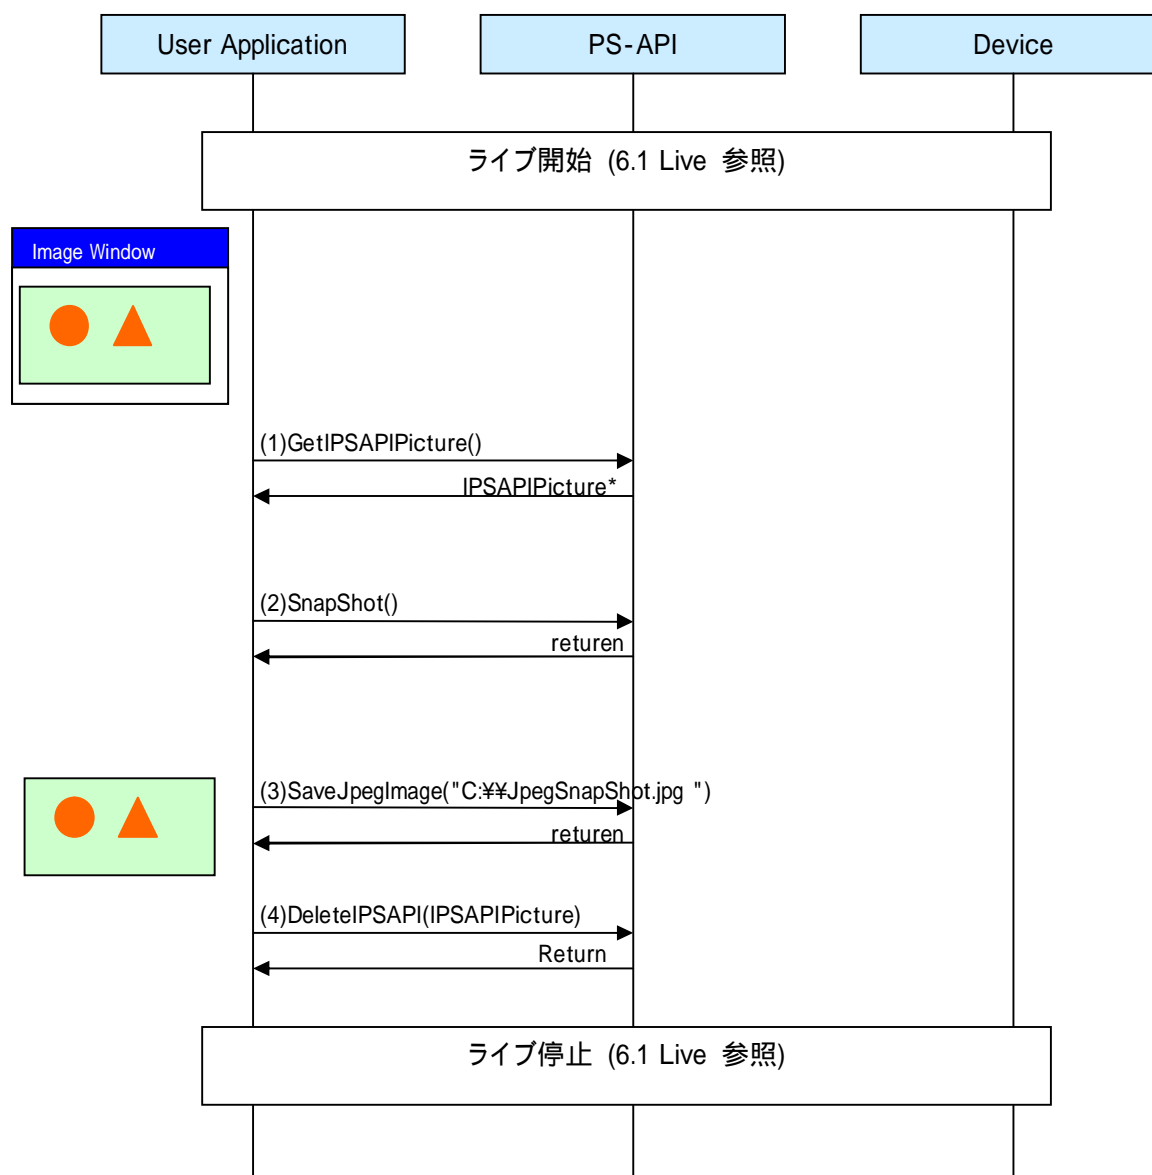 User Application
PS-API
Device
ライブ開始 (6.1 Live 参照)
Image Window
(1)GetIPSAPIPicture()
IPSAPIPicture*
(2)SnapShot()
returen
(3)SaveJpegImage("C:¥¥JpegSnapShot.jpg ")
returen
(4)DeleteIPSAPI(IPSAPIPicture)
Return
ライブ停止 (6.1 Live 参照)